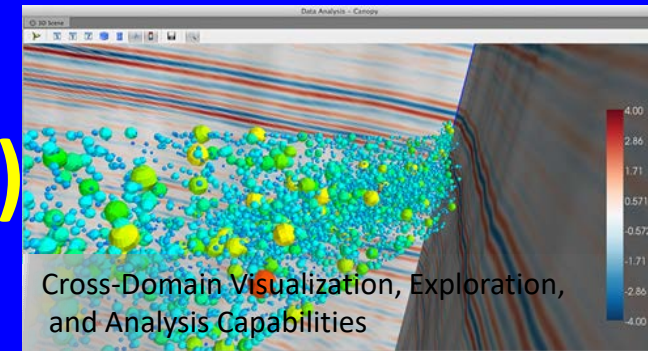 Data Analysis - Canopy
3D Scene
)
4.00
2.86
1.71
0.571
-0.572
-1.71
-2.86
-4.00
Cross-Domain Visualization, Exploration,
and Analysis Capabilities